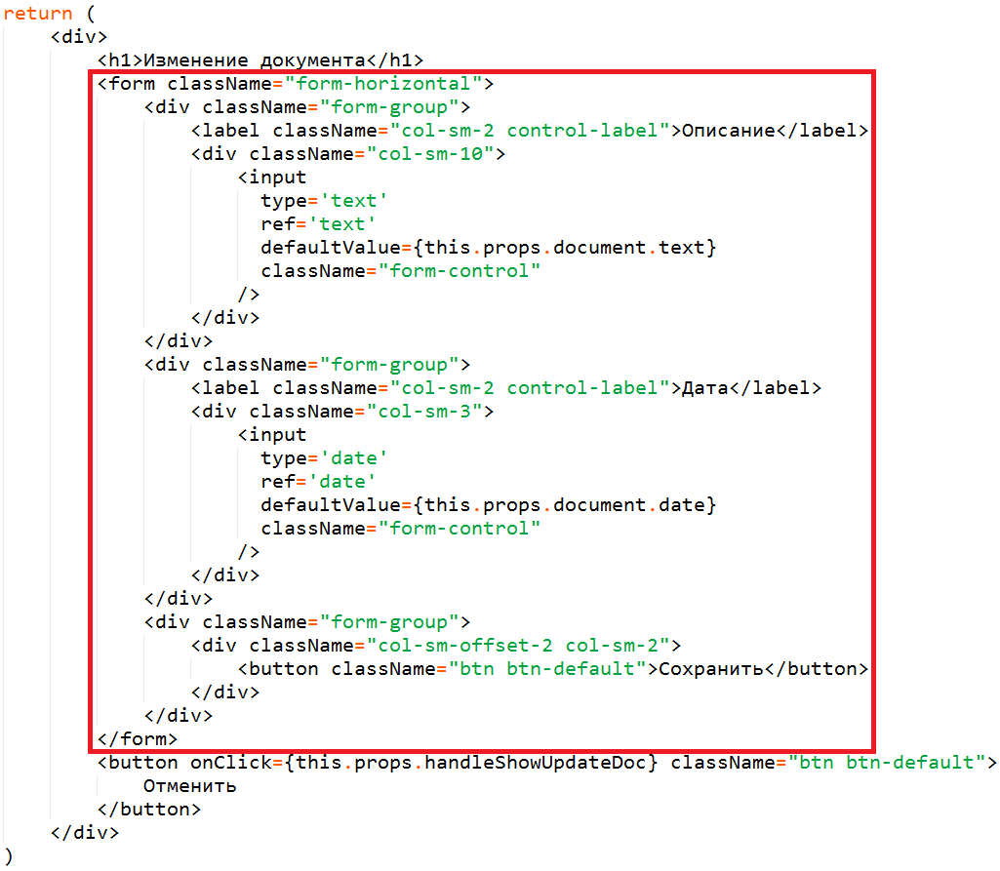 return (
    <div>
        <h1>Изменение документа</h1>
        <form className="form-horizontal">
            <div className="form-group">
                <label className="col-sm-2 control-label">Описание</label>
                <div className="col-sm-10">
                    <input
                      type='text'
                      ref='text'
                      defaultValue={this.props.document.text}
                      className="form-control"
                    />
                </div>
            </div>
            <div className="form-group">
                <label className="col-sm-2 control-label">Дата</label>
                <div className="col-sm-3">
                    <input
                      type='date'
                      ref='date'
                      defaultValue={this.props.document.date}
                      className="form-control"
                    />
                </div>
            </div>
            <div className="form-group">
                <div className="col-sm-offset-2 col-sm-2">
                    <button className="btn btn-default">Сохранить</button>
                </div>
            </div>
        </form>
        <button onClick={this.props.handleShowUpdateDoc} className="btn btn-default">
            Отменить
        </button>
    </div>
)